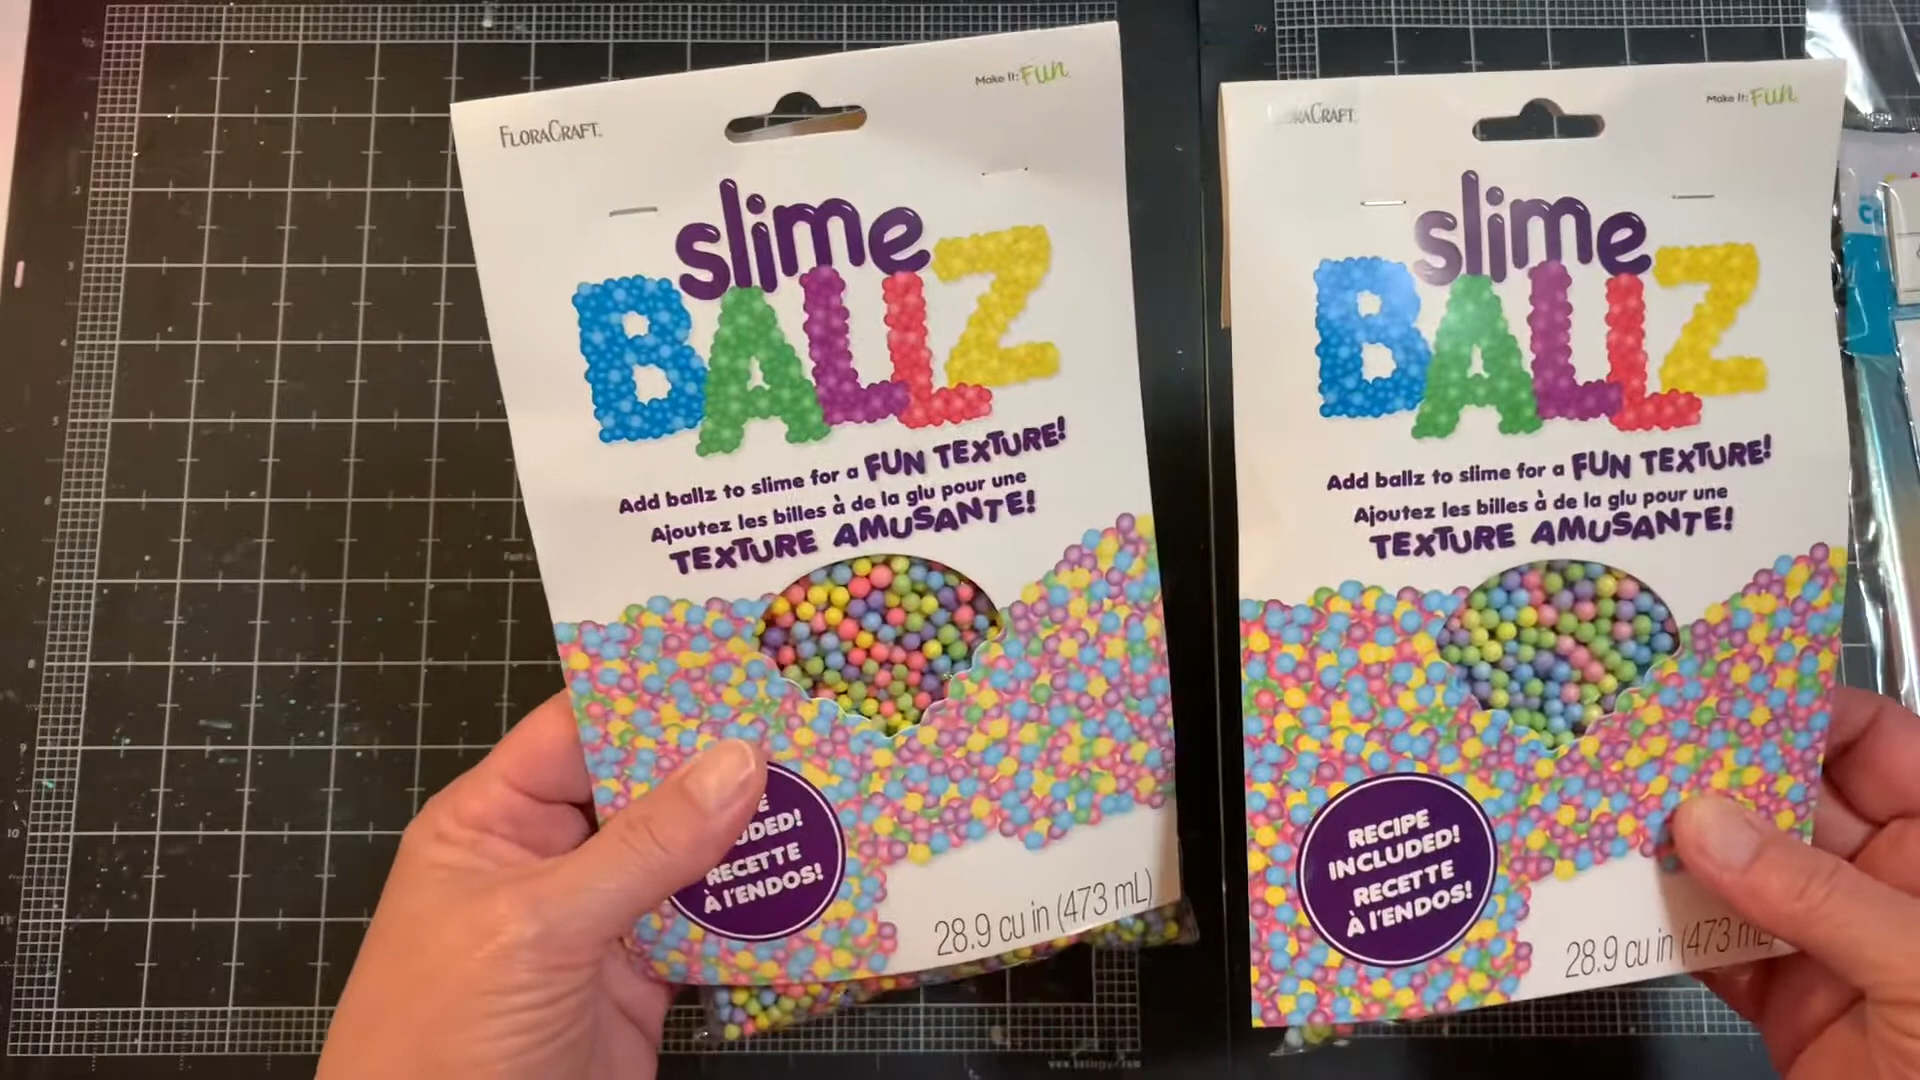 FLORACRAFT.
Make It: Fun
slime
BALLZ
Add ballz to slime for a FUN TEXTURE!
Ajoutez les billes à de la glu pour une
TEXTURE AMUSANTE!
RECETTE
À l'ENDOS!
28.9 cu in (473 mL)
Make It: Fun
slime
BALLZ
Add ballz to slime for a FUN TEXTURE!
Ajoutez les billes à de la glu pour une
TEXTURE AMUSANTE!
RECIPE
INCLUDED!
RECETTE
À l'ENDOS!
28.9 cu in (473 mL)